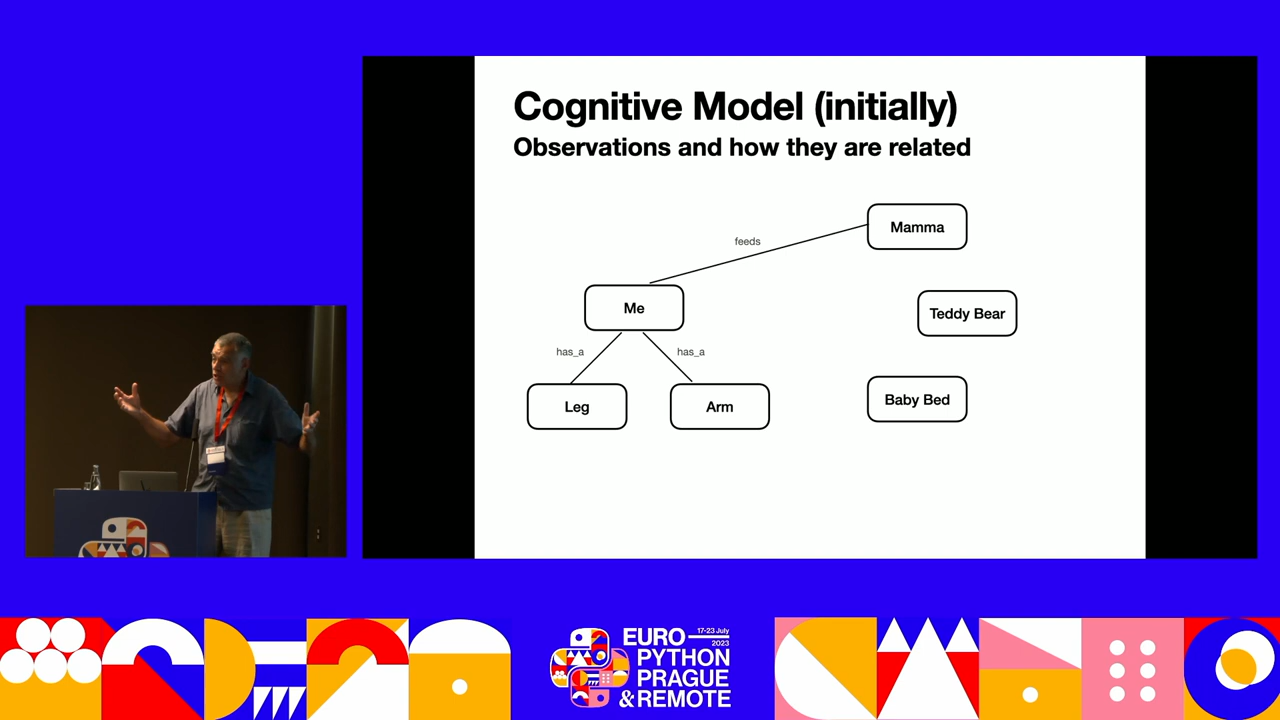 Cognitive Model (initially)
Observations and how they are related
Mamma
feeds
Teddy Bear
Me
has_a
has_a
Baby Bed
Leg
Arm
EURO
17-23 July
2023
PYTHON
PRAGUE
& REMOTE